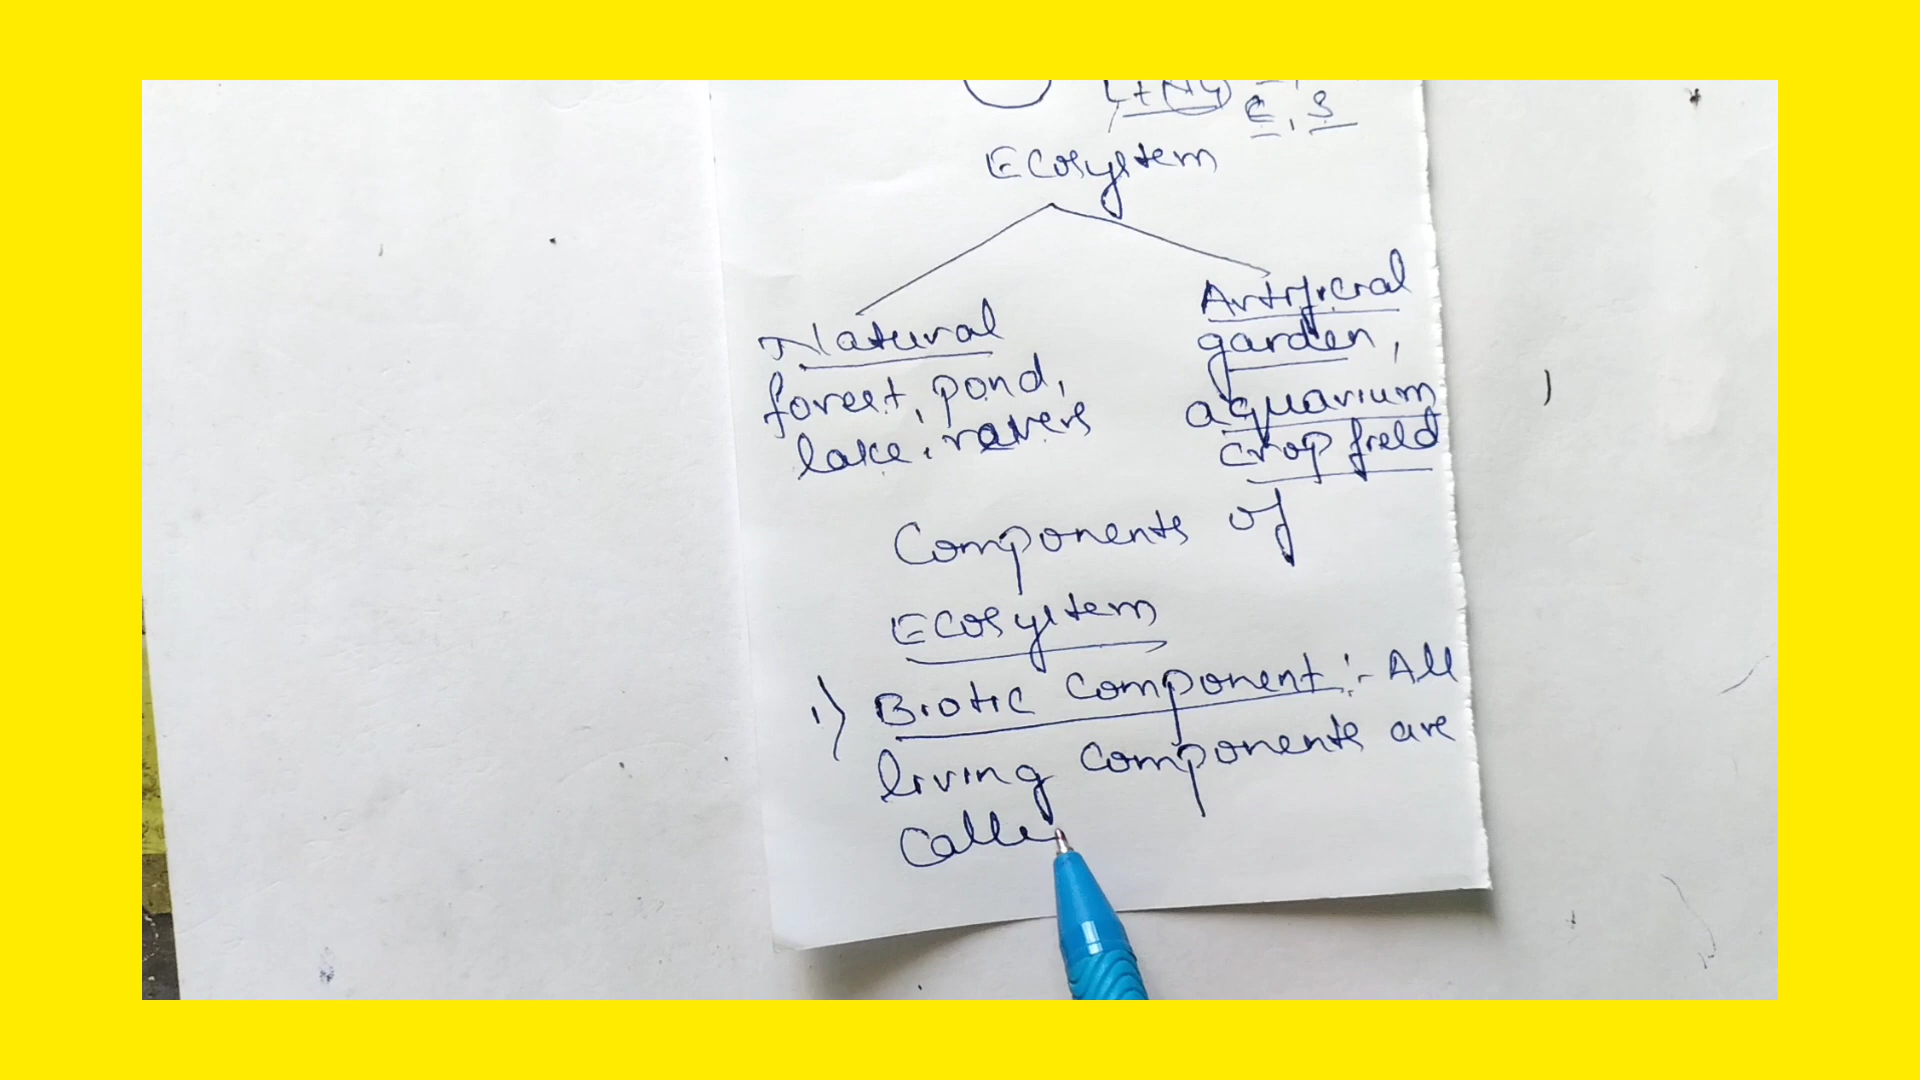 C, S
Ecosystem
Natural
forest, pond,
lake, ravers
Artificial
garden,
aquarium
crop field
Components of
Ecosystem
1) Biotic component :- All
living components are
Calle